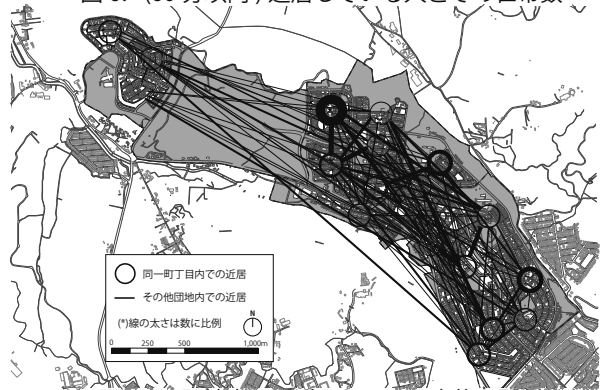 同一町丁目内での近居
その他団地内での近居
(*)線の太さは数に比例
N
0 250 500 1,000m